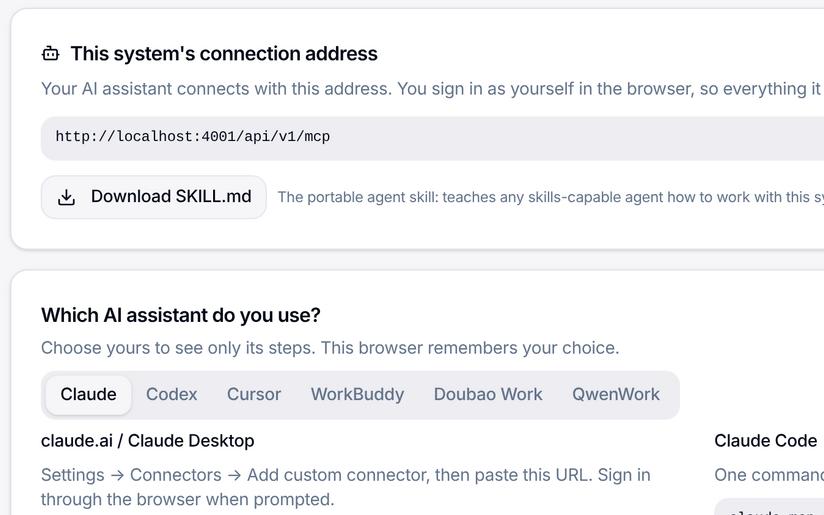 This system's connection address
Your AI assistant connects with this address. You sign in as yourself in the browser, so everything it
http://localhost:4001/api/v1/mcp
Download SKILL.md
The portable agent skill: teaches any skills-capable agent how to work with this
Which AI assistant do you use?
Choose yours to see only its steps. This browser remembers your choice.
Claude Codex Cursor WorkBuddy Doubao Work QwenWork
claude.ai / Claude Desktop
Settings → Connectors → Add custom connector, then paste this URL. Sign in
through the browser when prompted.
Claude Code
One